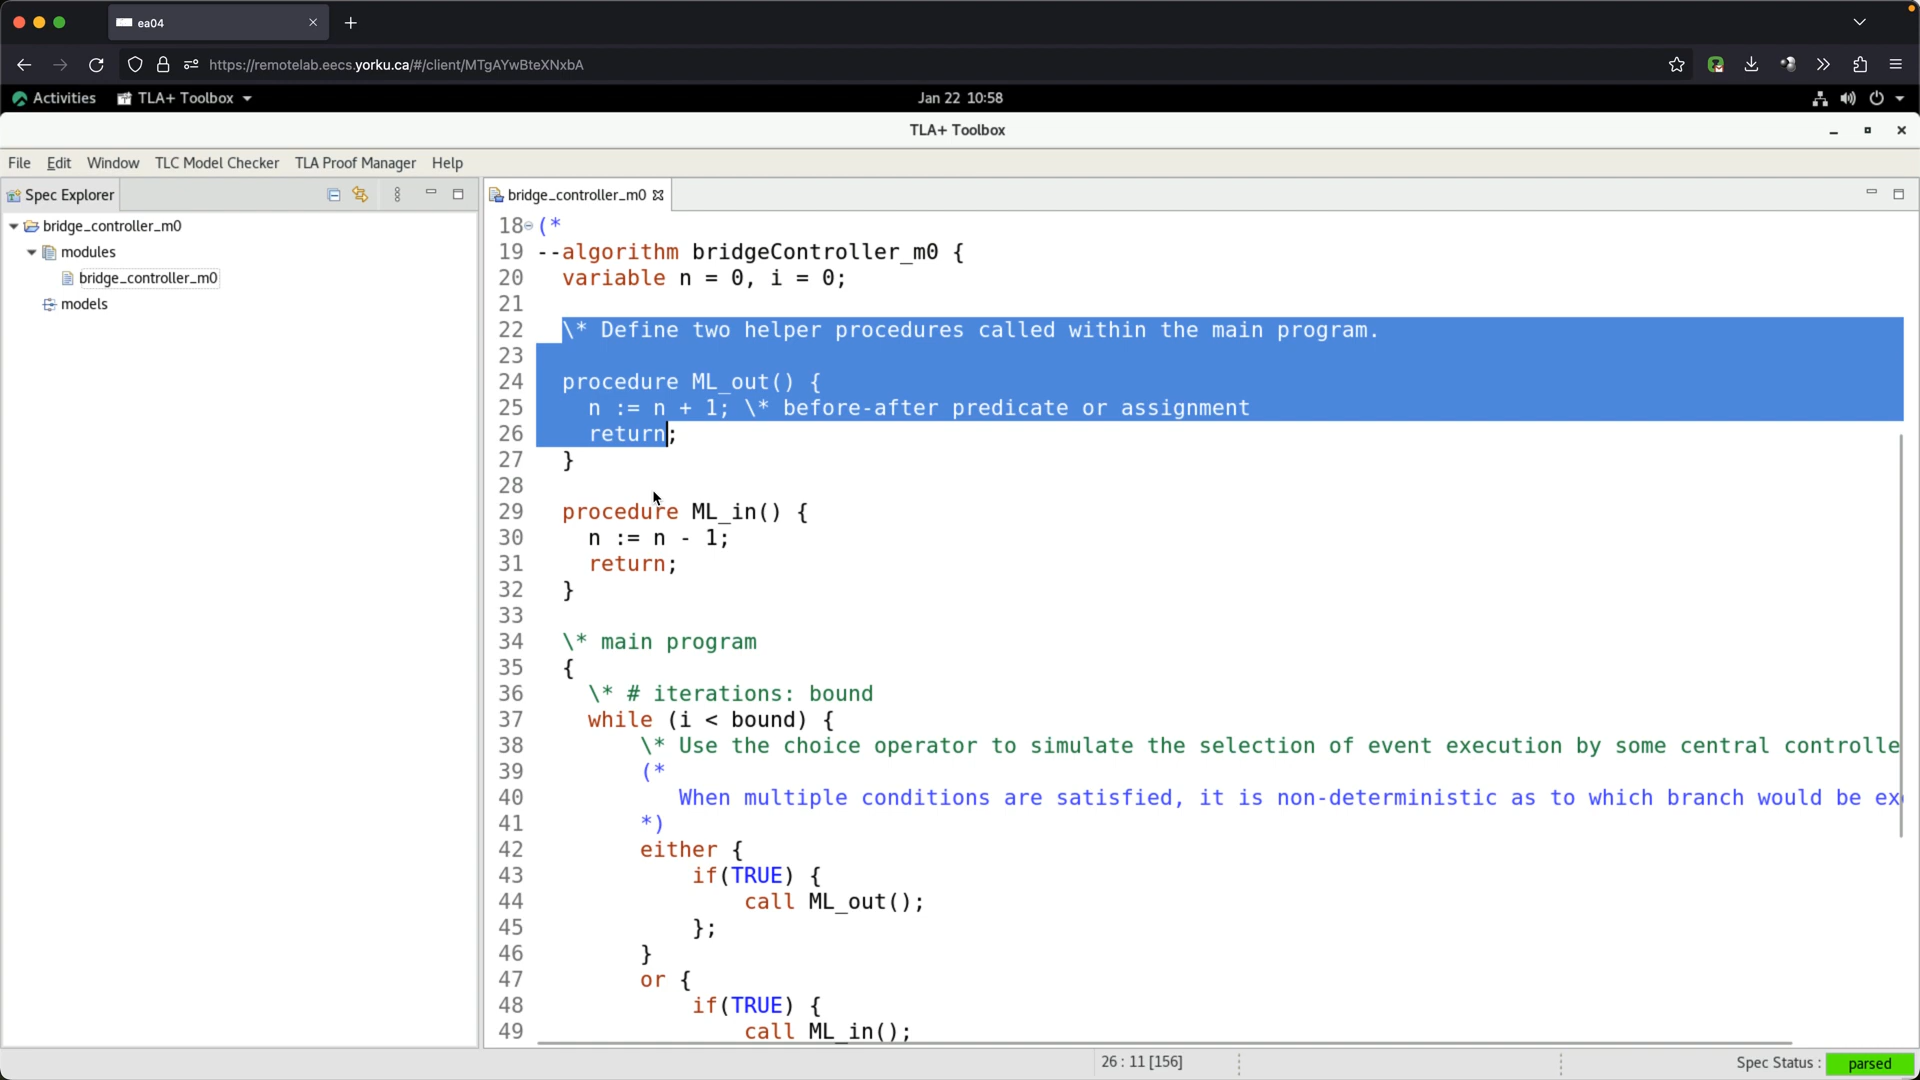 ea04
https://remotelab.eecs.yorku.ca/#/client/MTgAYwBteXNxbA
Activities TLA+ Toolbox Jan 22 10:58
TLA+ Toolbox
File Edit Window TLC Model Checker TLA Proof Manager Help
Spec Explorer bridge_controller_m0
bridge_controller_m0
modules
bridge_controller_m0
models
18 (*
19 --algorithm bridgeController_m0 {
20 variable n = 0, i = 0;
21
22 \* Define two helper procedures called within the main program.
23
24 procedure ML_out() {
25 n := n + 1; \* before-after predicate or assignment
26 return;
27 }
28
29 procedure ML_in() {
30 n := n - 1;
31 return;
32 }
33
34 \* main program
35 {
36 \* # iterations: bound
37 while (i < bound) {
38 \* Use the choice operator to simulate the selection of event execution by some central controlle
39 (*
40 When multiple conditions are satisfied, it is non-deterministic as to which branch would be ex
41 *)
42 either {
43 if(TRUE) {
44 call ML_out();
45 };
46 }
47 or {
48 if(TRUE) {
49 call ML_in();
26 : 11 [156] Spec Status : parsed